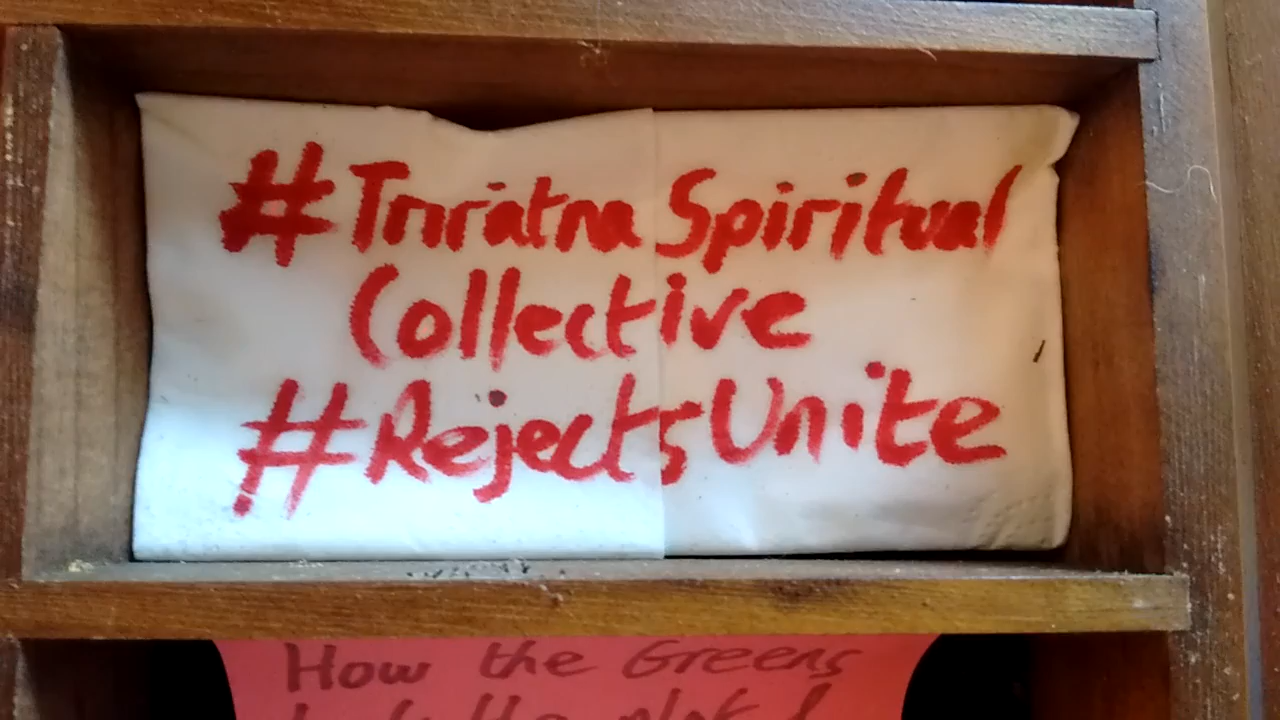 #Triratna Spiritual
Collective
#RejectsUnite
How the Greens